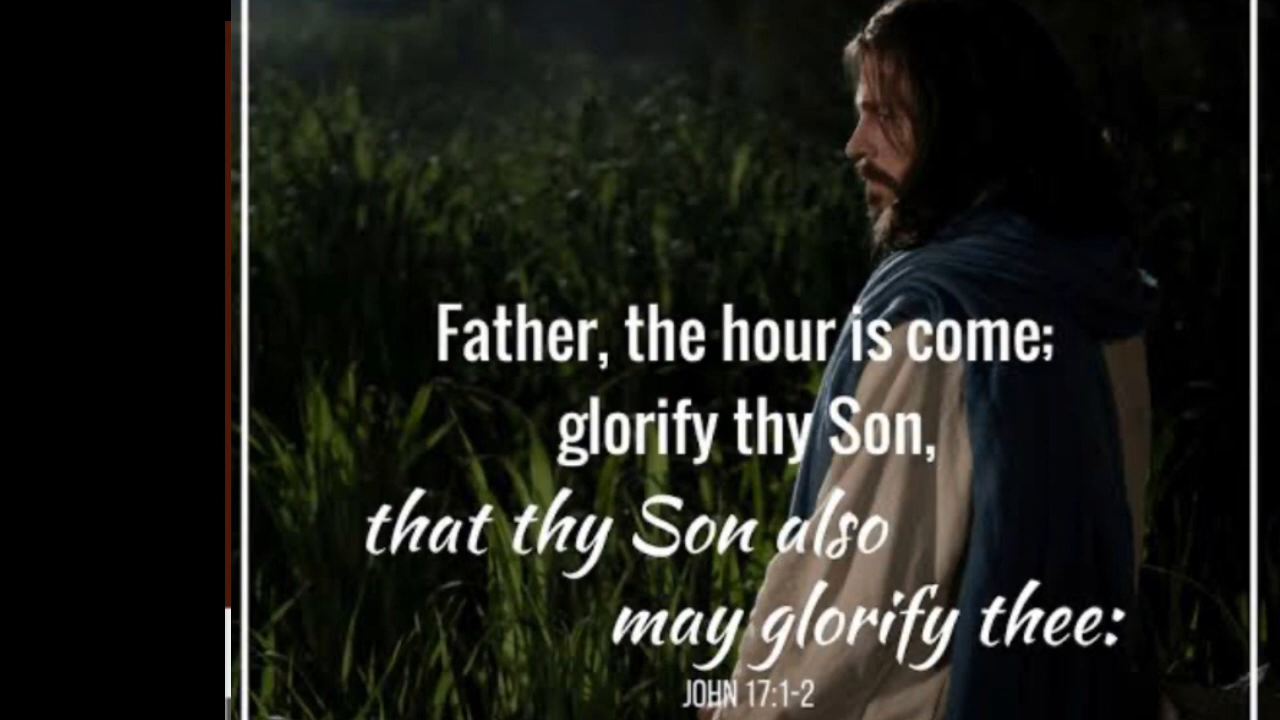 Father, the hour is come;
glorify thy Son,
that thy Son also
may glorify thee:
JOHN 17:1-2